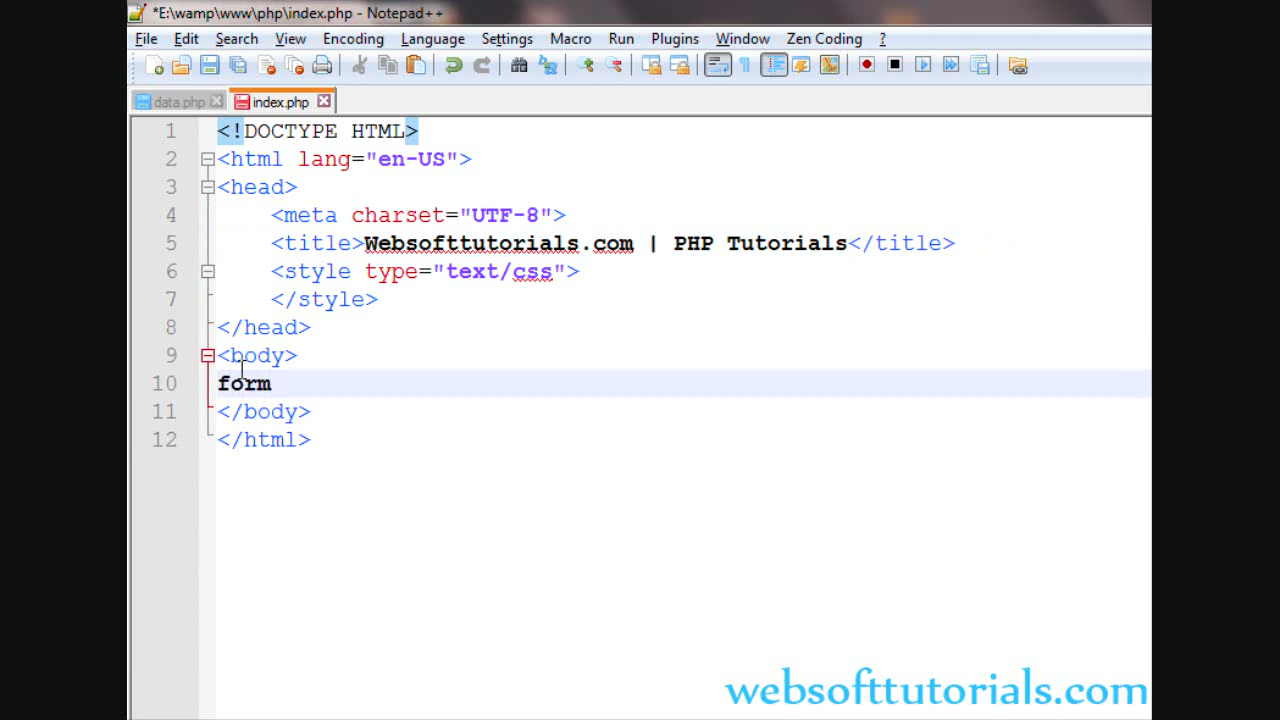 *E:\wamp\www\php\index.php - Notepad++
File Edit Search View Encoding Language Settings Macro Run Plugins Window Zen Coding ?
data.php index.php
1 <!DOCTYPE HTML>
2 <html lang="en-US">
3 <head>
4 <meta charset="UTF-8">
5 <title>Websofttutorials.com | PHP Tutorials</title>
6 <style type="text/css">
7 </style>
8 </head>
9 <body>
10 form
11 </body>
12 </html>
websofttutorials.com